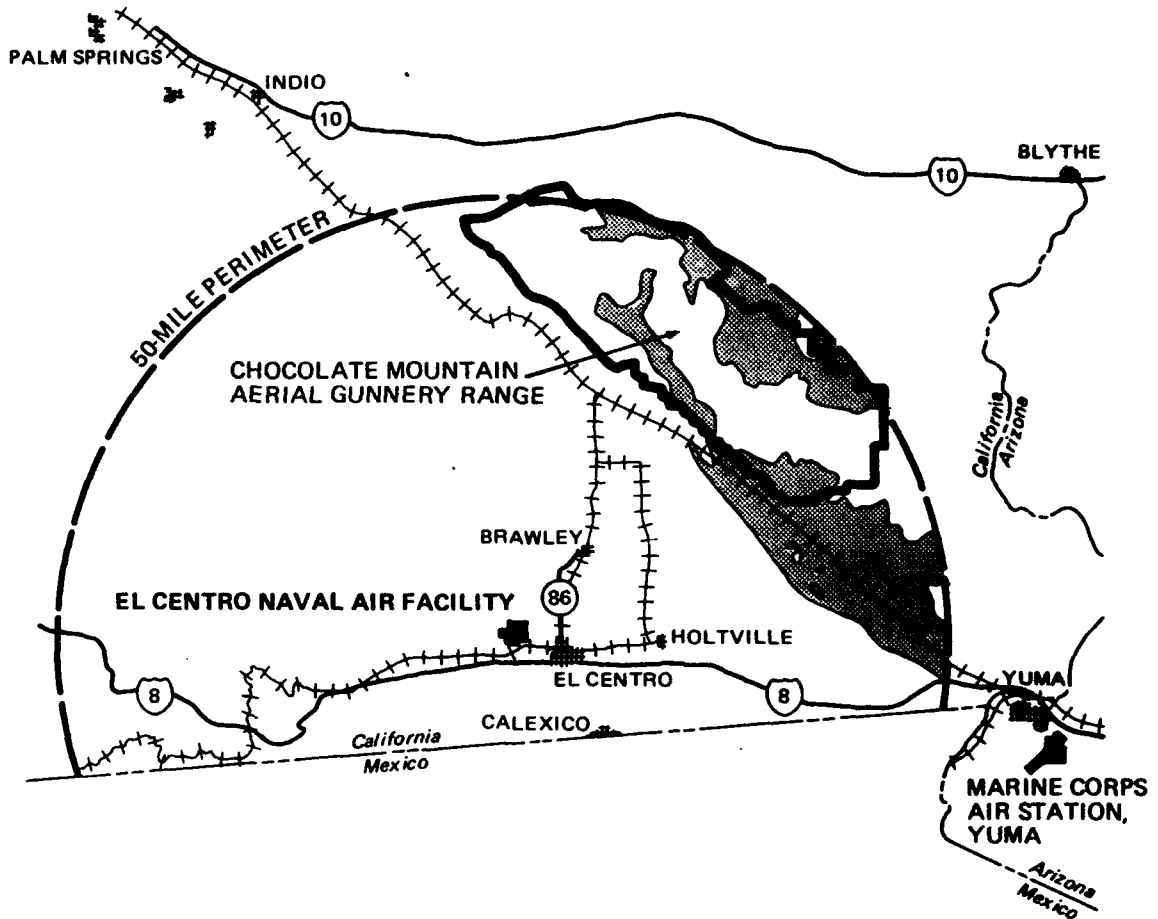 PALM SPRINGS
INDIO
10
BLYTHE
10
50-MILE PERIMETER
CHOCOLATE MOUNTAIN
AERIAL GUNNERY RANGE
California
Arizona
BRAWLEY
EL CENTRO NAVAL AIR FACILITY
86
HOLTVILLE
EL CENTRO
8
8
YUMA
CALEXICO
California
Mexico
MARINE CORPS
AIR STATION,
YUMA
Arizona
Mexico